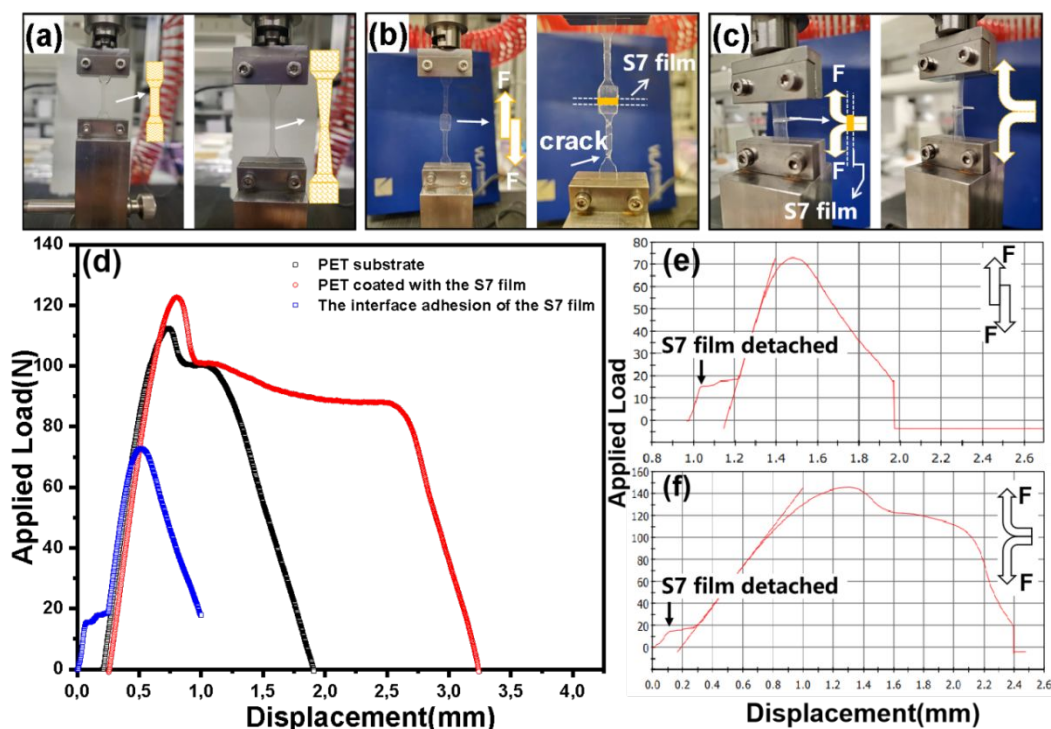 (a)
(b)
F
F
S7 film
crack
(c)
F
F
S7 film
(d)
Applied Load(N)
140
120
100
80
60
40
20
0
PET substrate
PET coated with the S7 film
The interface adhesion of the S7 film
0,0 0,5 1,0 1,5 2,0 2,5 3,0 3,5 4,0
Displacement(mm)
(e)
Applied Load
80
70
60
50
40
30
20
10
0
S7 film detached
F
F
0.8 1.0 1.2 1.4 1.6 1.8 2.0 2.2 2.4 2.6
(f)
160
140
120
100
80
60
40
20
0
S7 film detached
F
F
0.0 0.2 0.4 0.6 0.8 1.0 1.2 1.4 1.6 1.8 2.0 2.2 2.4 2.6
Displacement(mm)